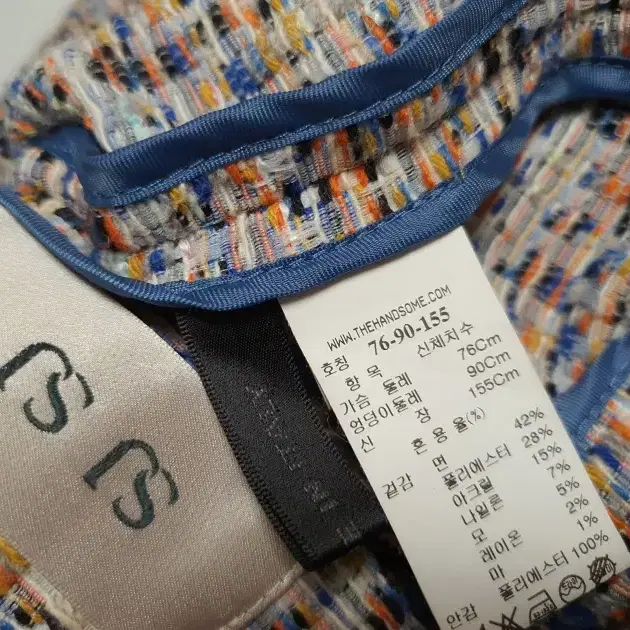 WWW.THEHANDSOME.COM
호칭 76-90-155
항 목 신체치수
가슴 둘레 76Cm
엉덩이둘레 90Cm
신 장 155Cm
혼 용 율(%)
겉감 면 42%
폴리에스터 28%
아크릴 15%
나일론 7%
모 5%
레이온 2%
마 1%
안감 폴리에스터 100%